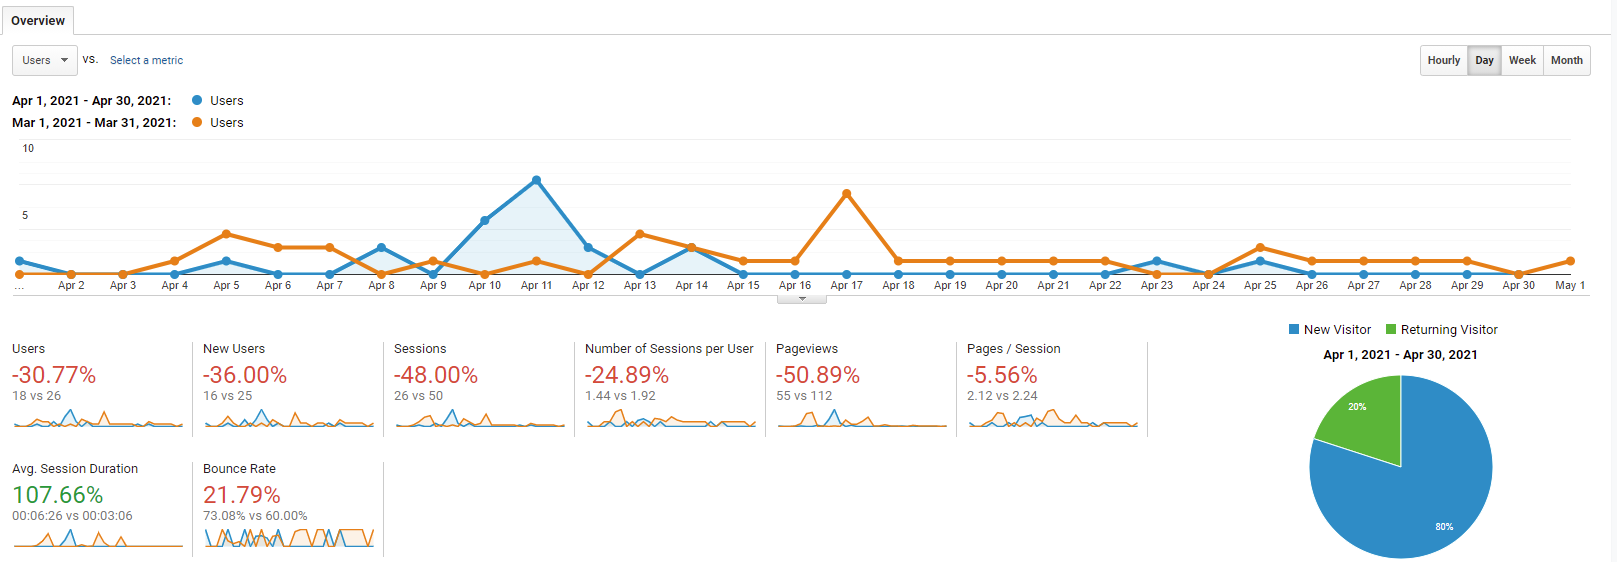 Overview
Users vs. Select a metric
Hourly Day Week Month
Apr 1, 2021 - Apr 30, 2021: Users
Mar 1, 2021 - Mar 31, 2021: Users
10
5
... Apr 2 Apr 3 Apr 4 Apr 5 Apr 6 Apr 7 Apr 8 Apr 9 Apr 10 Apr 11 Apr 12 Apr 13 Apr 14 Apr 15 Apr 16 Apr 17 Apr 18 Apr 19 Apr 20 Apr 21 Apr 22 Apr 23 Apr 24 Apr 25 Apr 26 Apr 27 Apr 28 Apr 29 Apr 30 May 1
Users
-30.77%
18 vs 26
New Users
-36.00%
16 vs 25
Sessions
-48.00%
26 vs 50
Number of Sessions per User
-24.89%
1.44 vs 1.92
Pageviews
-50.89%
55 vs 112
Pages / Session
-5.56%
2.12 vs 2.24
Avg. Session Duration
107.66%
00:06:26 vs 00:03:06
Bounce Rate
21.79%
73.08% vs 60.00%
New Visitor Returning Visitor
Apr 1, 2021 - Apr 30, 2021
20%
80%